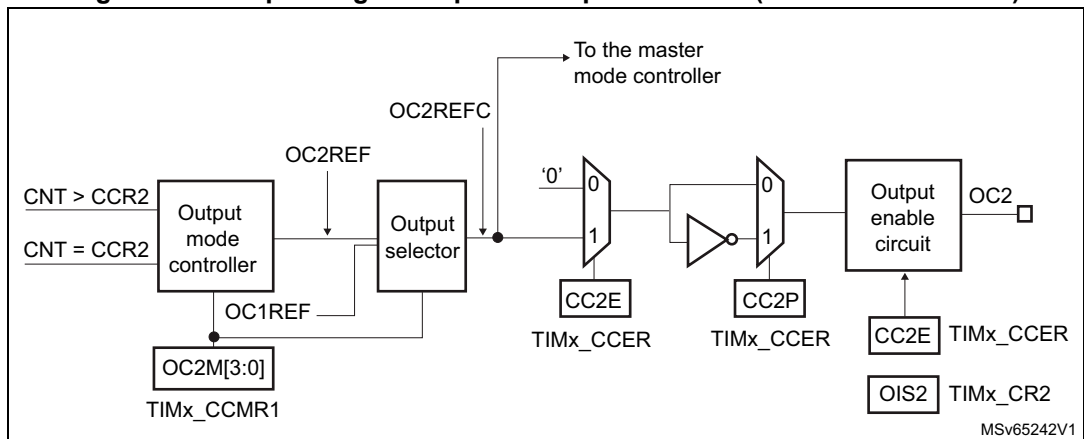 To the master
mode controller
OC2REFC
OC2REF
CNT > CCR2
CNT = CCR2
Output
mode
controller
Output
selector
OC1REF
‘0’
0
1
0
1
Output
enable
circuit
OC2
CC2E
TIMx_CCER
CC2P
TIMx_CCER
CC2E
TIMx_CCER
OC2M[3:0]
TIMx_CCMR1
OIS2
TIMx_CR2
MSv65242V1